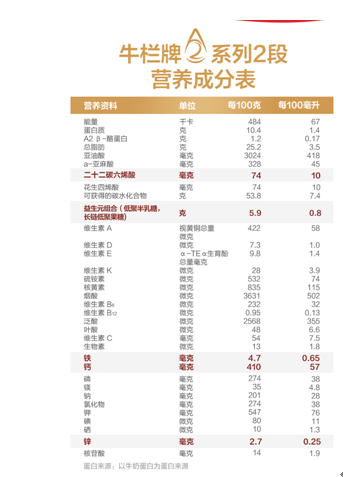 牛栏牌 2 系列2段
营养成分表
营养资料 单位 每100克 每100毫升
能量 千卡 484 67
蛋白质 克 10.4 1.4
A2 β-酪蛋白 克 1.2 0.17
总脂肪 克 25.2 3.5
亚油酸 毫克 3024 418
α-亚麻酸 毫克 328 45
二十二碳六烯酸 毫克 74 10
花生四烯酸 毫克 74 10
可获得的碳水化合物 克 53.8 7.4
益生元组合(低聚半乳糖,
长链低聚果糖) 克 5.9 0.8
维生素 A 视黄醇当量 422 58
微克
维生素 D 微克 7.3 1.0
维生素 E α-TEα生育酚 9.8 1.4
总量毫克
维生素 K 微克 28 3.9
硫铵素 微克 532 74
核黄素 微克 835 115
烟酸 微克 3631 502
维生素 B6 微克 232 32
维生素 B12 微克 0.95 0.13
泛酸 微克 2568 355
叶酸 微克 48 6.6
维生素 C 毫克 54 7.5
生物素 微克 13 1.8
铁 毫克 4.7 0.65
钙 毫克 410 57
磷 毫克 274 38
镁 毫克 35 4.8
钠 毫克 201 28
氯化物 毫克 274 38
钾 毫克 547 76
碘 微克 80 11
硒 微克 10 1.3
锌 毫克 2.7 0.25
核苷酸 毫克 14 1.9
蛋白来源:以牛奶蛋白为蛋白来源